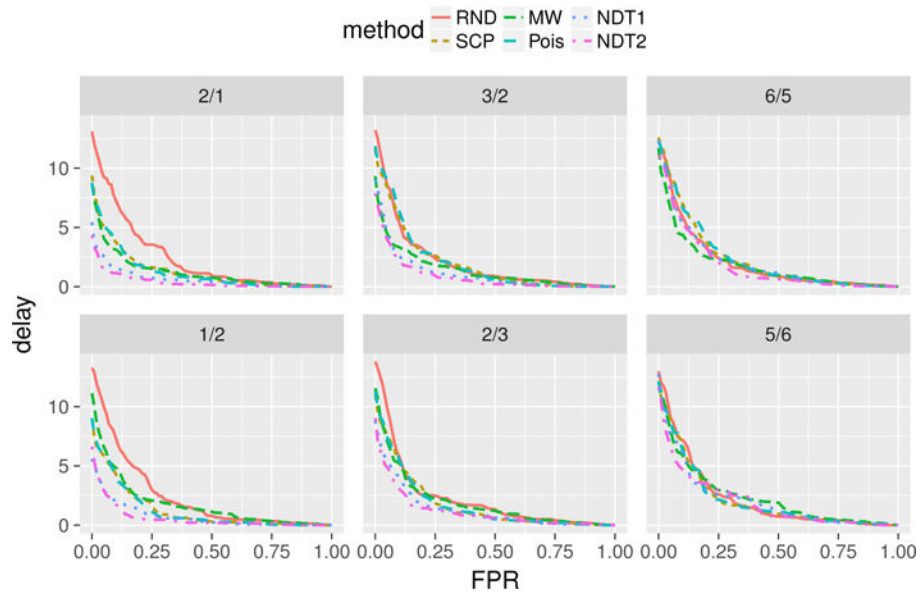 method
RND MW NDT1
SCP Pois NDT2
2/1 3/2 6/5
10
5
0
1/2 2/3 5/6
10
5
0
delay
0.00 0.25 0.50 0.75 1.00 0.00 0.25 0.50 0.75 1.00 0.00 0.25 0.50 0.75 1.00
FPR